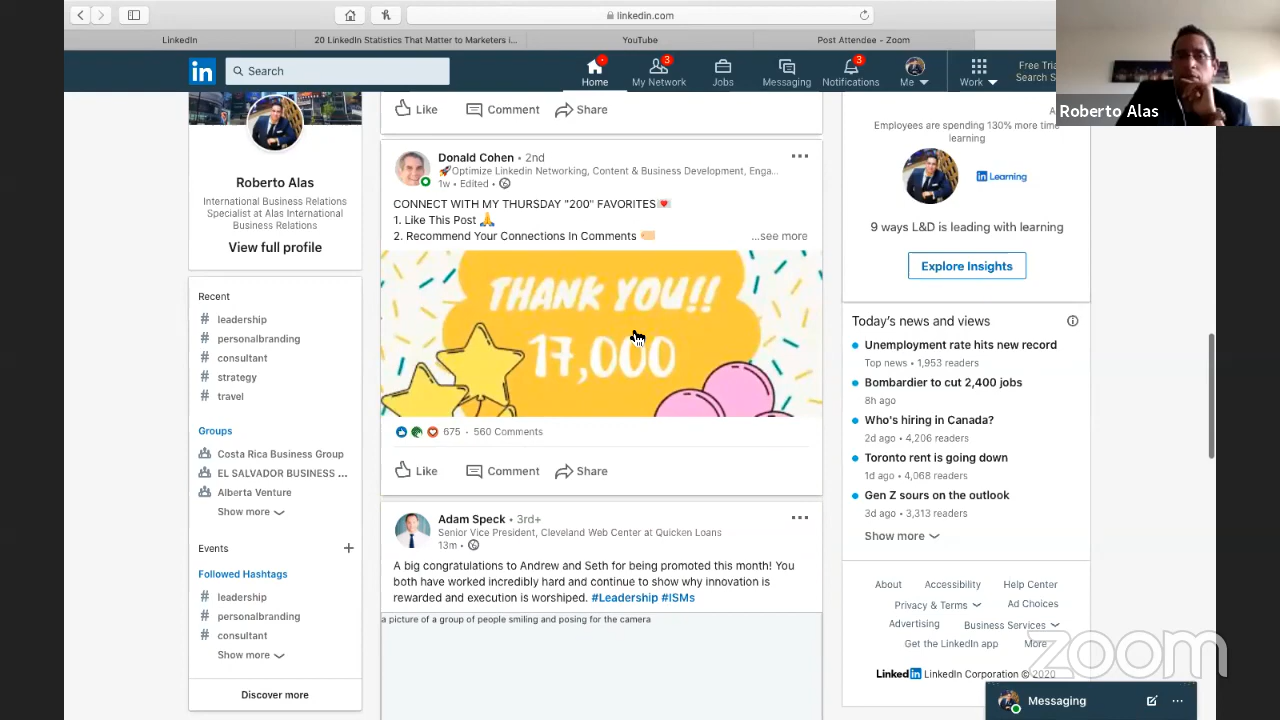 linkedin.com
LinkedIn
20 LinkedIn Statistics That Matter to Marketers i...
YouTube
Post Attendee - Zoom
in
Search
Home
3
My Network
Jobs
Messaging
3
Notifications
Me
Work
Free Tria
Search S
Roberto Alas
Roberto Alas
International Business Relations
Specialist at Alas International
Business Relations
View full profile
Recent
# leadership
# personalbranding
# consultant
# strategy
# travel
Groups
Costa Rica Business Group
EL SALVADOR BUSINESS ...
Alberta Venture
Show more
Events +
Followed Hashtags
# leadership
# personalbranding
# consultant
Show more
Discover more
Like Comment Share
Donald Cohen • 2nd
🚀Optimize Linkedin Networking, Content & Business Development, Enga...
1w • Edited •
CONNECT WITH MY THURSDAY "200" FAVORITES💌
1. Like This Post 🙏
2. Recommend Your Connections In Comments
...see more
THANK YOU!!
17,000
675 · 560 Comments
Like Comment Share
Adam Speck • 3rd+
Senior Vice President, Cleveland Web Center at Quicken Loans
13m •
A big congratulations to Andrew and Seth for being promoted this month! You
both have worked incredibly hard and continue to show why innovation is
rewarded and execution is worshiped. #Leadership #ISMs
a picture of a group of people smiling and posing for the camera
Employees are spending 130% more time
learning
in Learning
9 ways L&D is leading with learning
Explore Insights
Today's news and views
Unemployment rate hits new record
Top news • 1,953 readers
Bombardier to cut 2,400 jobs
8h ago
Who's hiring in Canada?
2d ago • 4,206 readers
Toronto rent is going down
1d ago • 4,068 readers
Gen Z sours on the outlook
3d ago • 3,313 readers
Show more
About Accessibility Help Center
Privacy & Terms Ad Choices
Advertising Business Services
Get the LinkedIn app More
LinkedIn LinkedIn Corporation © 2020
zoom
Messaging